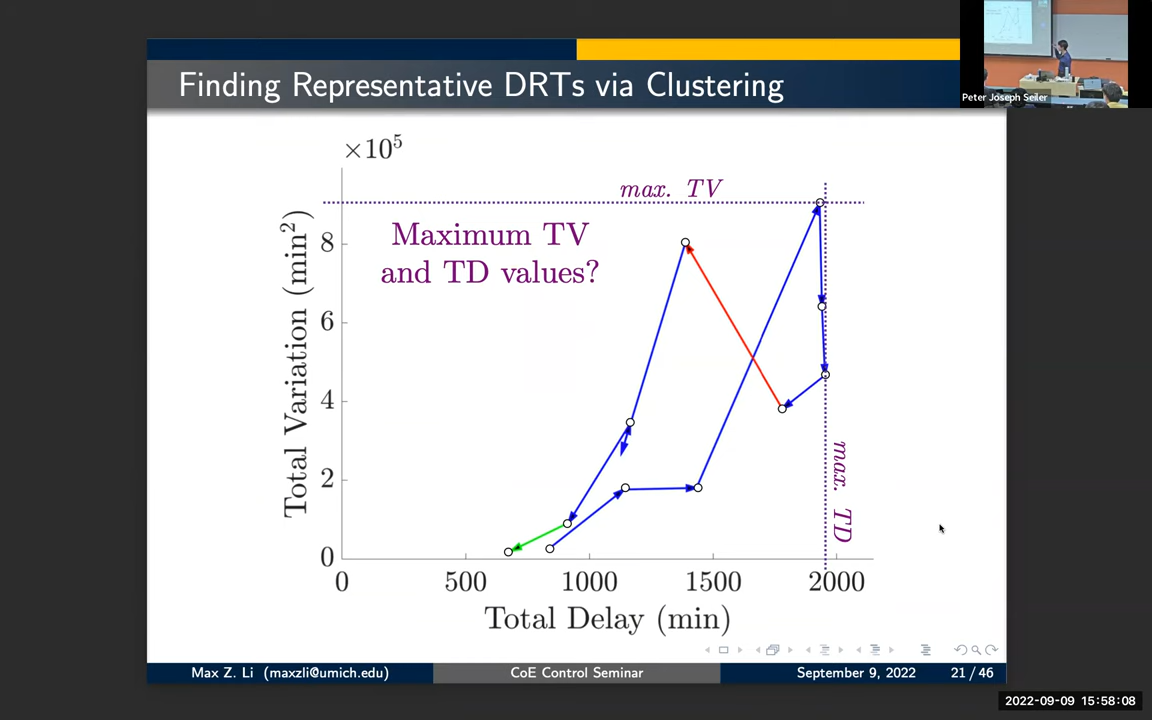 Peter Joseph Seiler
Finding Representative DRTs via Clustering
×10⁵
max. TV
Maximum TV
and TD values?
Total Variation (min²)
8
6
4
2
0
max. TD
0 500 1000 1500 2000
Total Delay (min)
Max Z. Li (maxzli@umich.edu) CoE Control Seminar September 9, 2022 21 / 46
2022-09-09 15:58:08